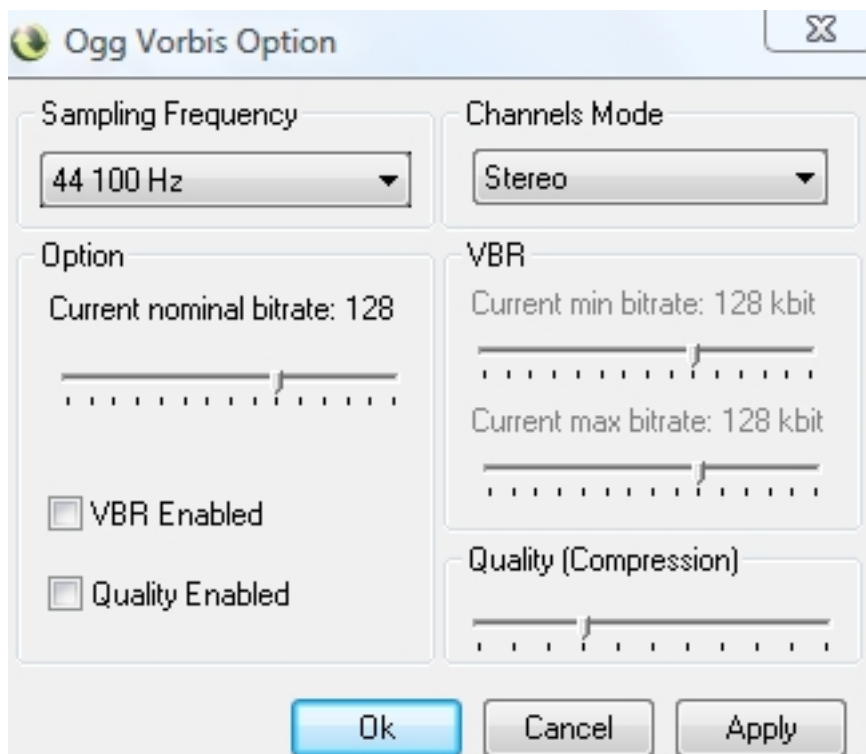 Ogg Vorbis Option
Sampling Frequency
44 100 Hz
Channels Mode
Stereo
Option
Current nominal bitrate: 128
VBR Enabled
Quality Enabled
VBR
Current min bitrate: 128 kbit
Current max bitrate: 128 kbit
Quality (Compression)
Ok
Cancel
Apply